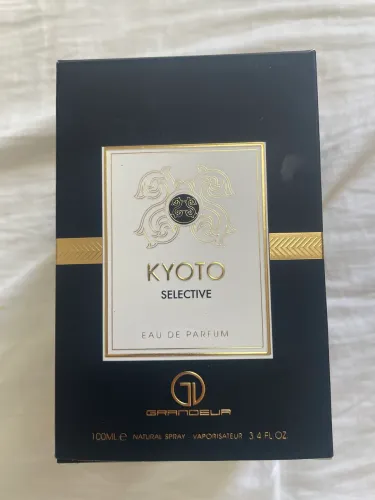 KYOTO
SELECTIVE
EAU DE PARFUM
GRANDEUR
100ML e NATURAL SPRAY VAPORISATEUR 3.4 FL OZ.